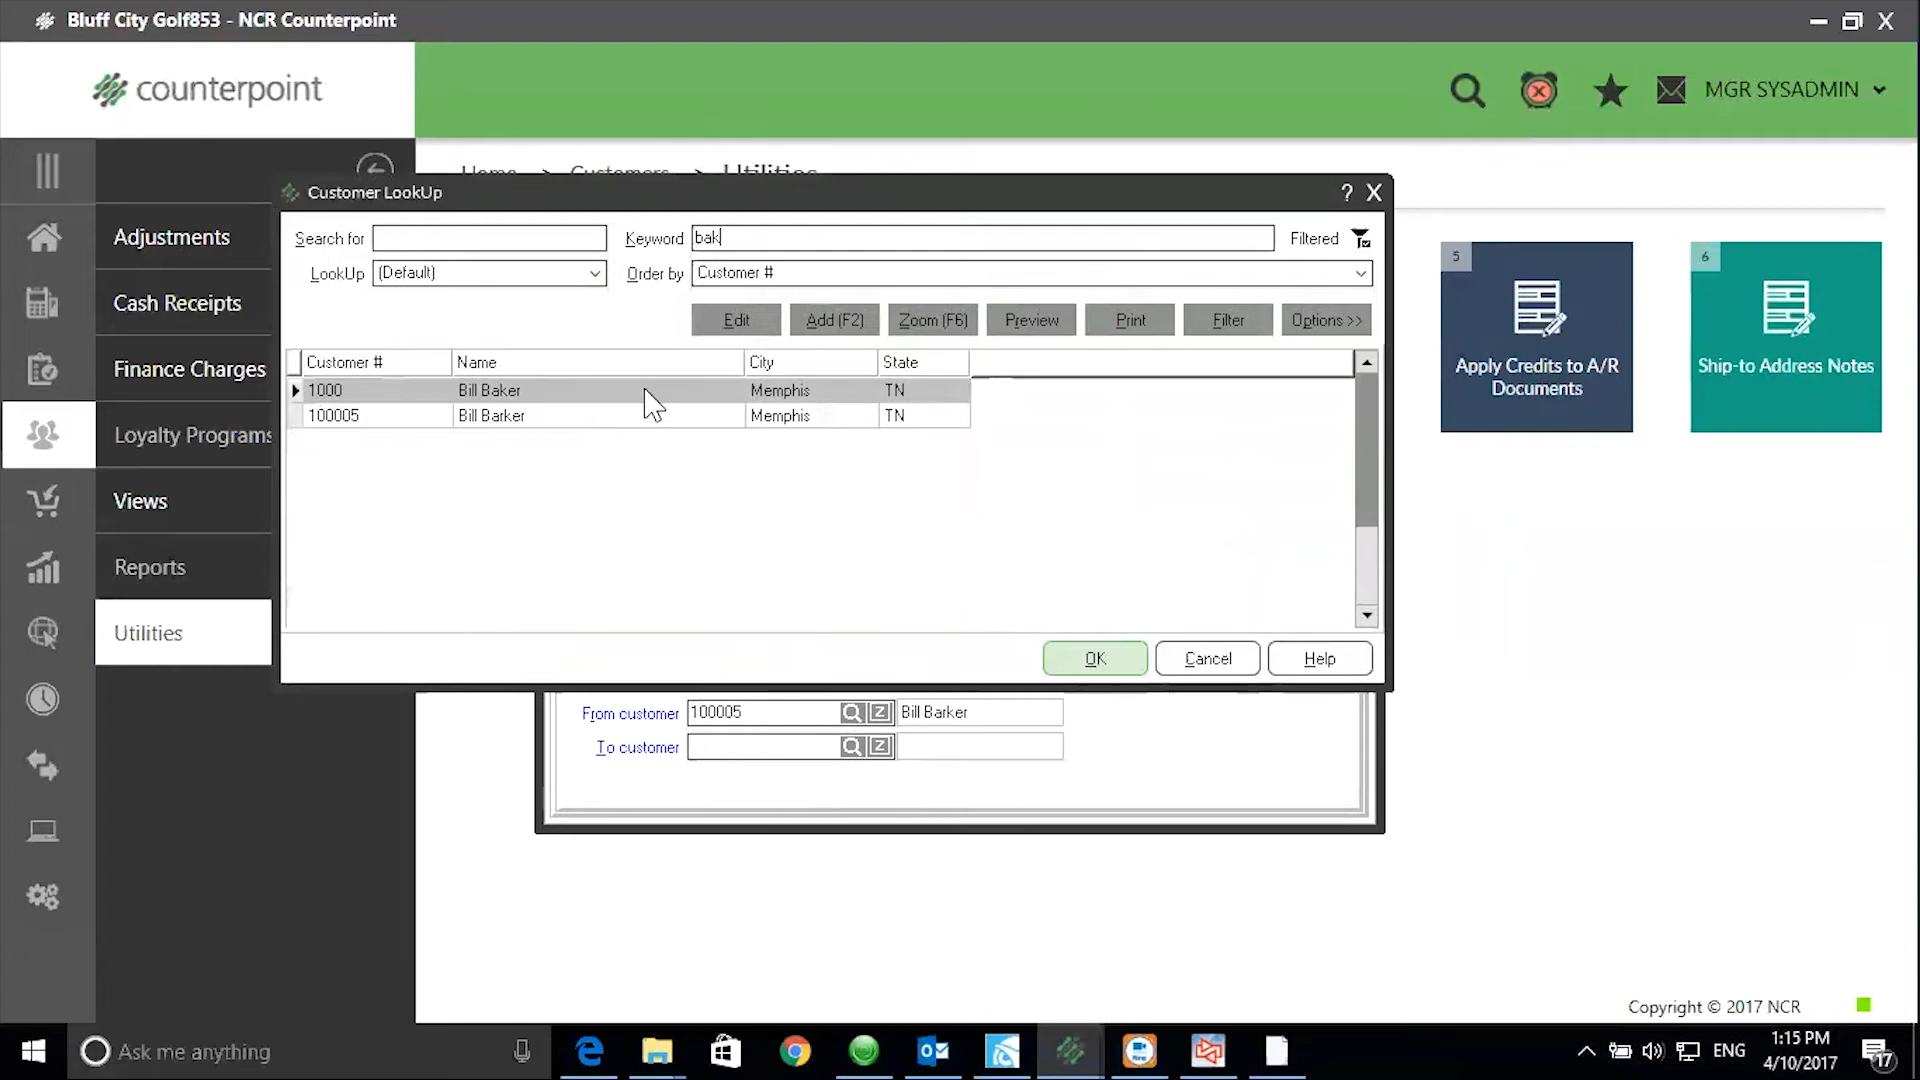 Bluff City Golf853 - NCR Counterpoint
counterpoint
MGR SYSADMIN
Home > Customers > Utilities
Adjustments
Cash Receipts
Finance Charges
Loyalty Programs
Views
Reports
Utilities
Customer LookUp
? X
Search for
Keyword bak
Filtered
LookUp (Default)
Order by Customer #
Edit
Add (F2)
Zoom (F6)
Preview
Print
Filter
Options >>
Customer # Name City State
1000 Bill Baker Memphis TN
100005 Bill Barker Memphis TN
OK
Cancel
Help
From customer 100005 Z Bill Barker
To customer Z
5
Apply Credits to A/R
Documents
6
Ship-to Address Notes
Copyright © 2017 NCR
Ask me anything
ENG
1:15 PM
4/10/2017
17